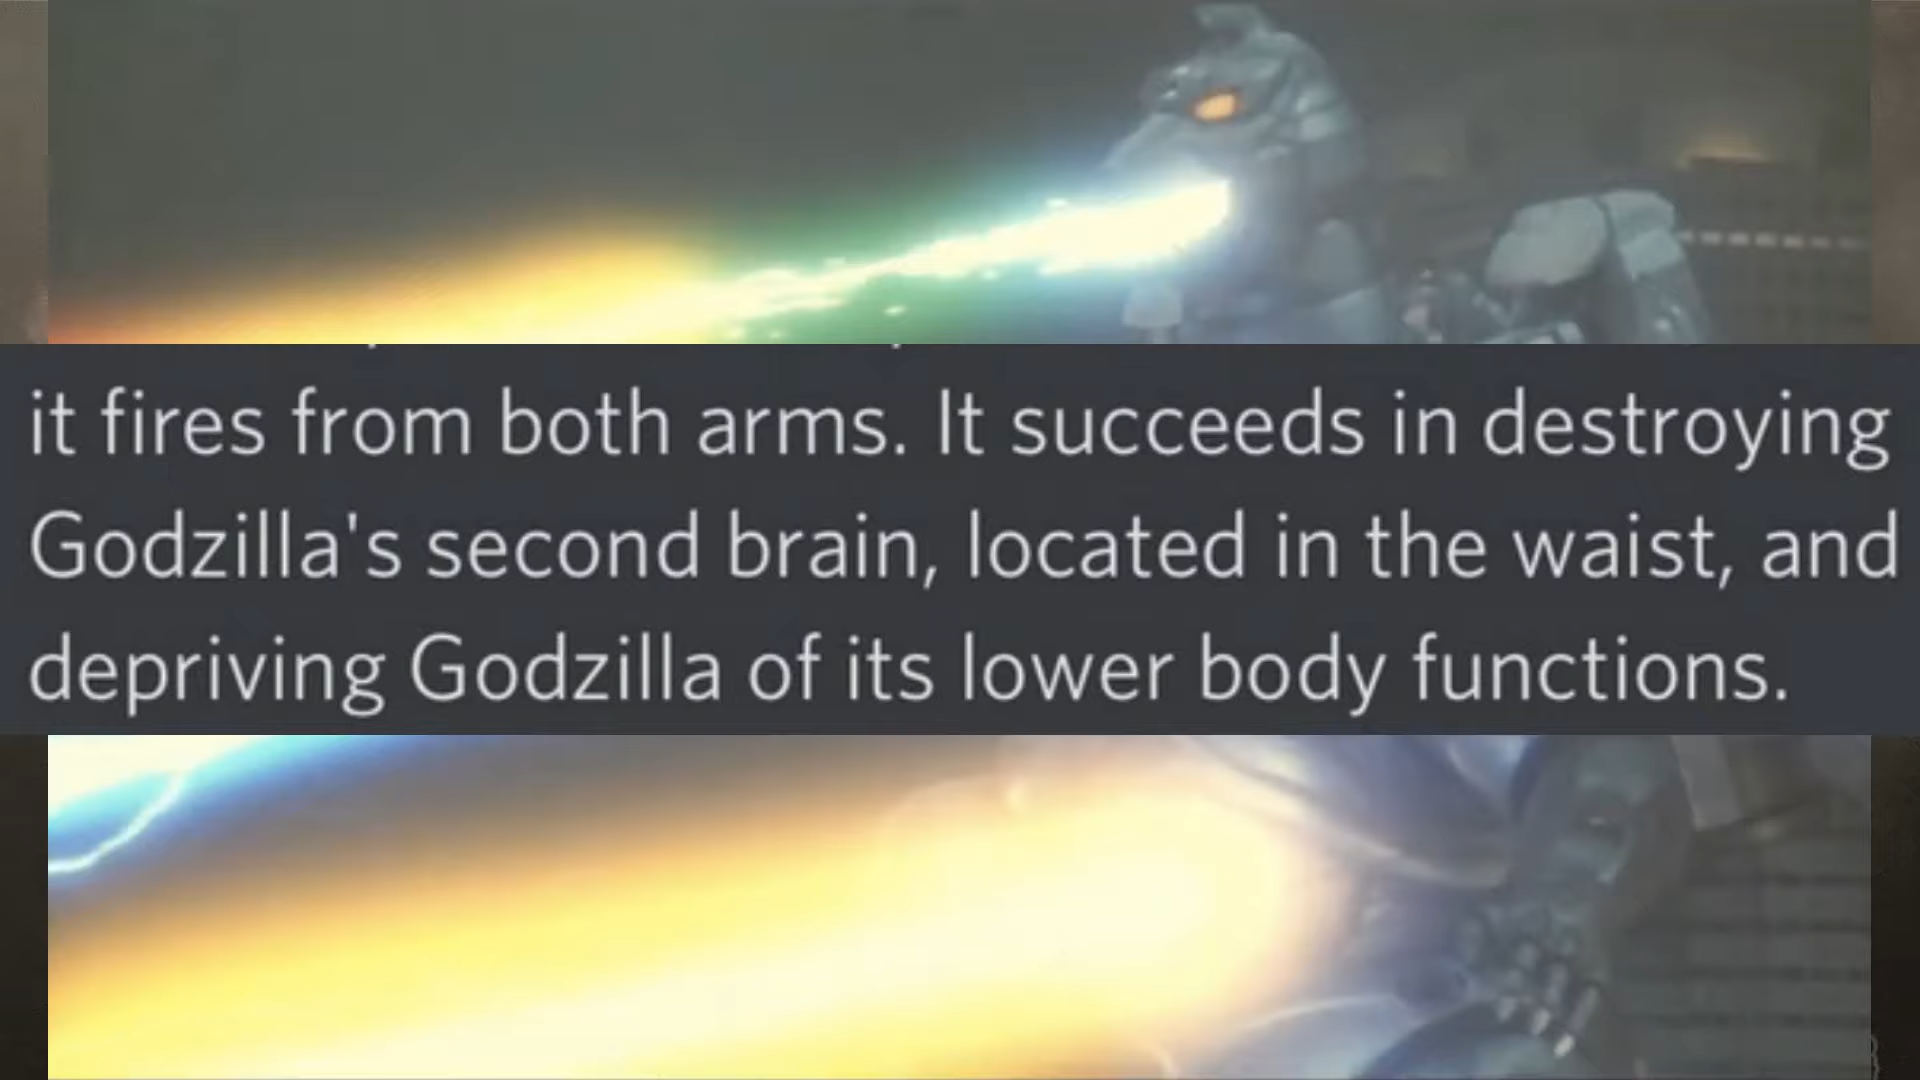 it fires from both arms. It succeeds in destroying
Godzilla's second brain, located in the waist, and
depriving Godzilla of its lower body functions.